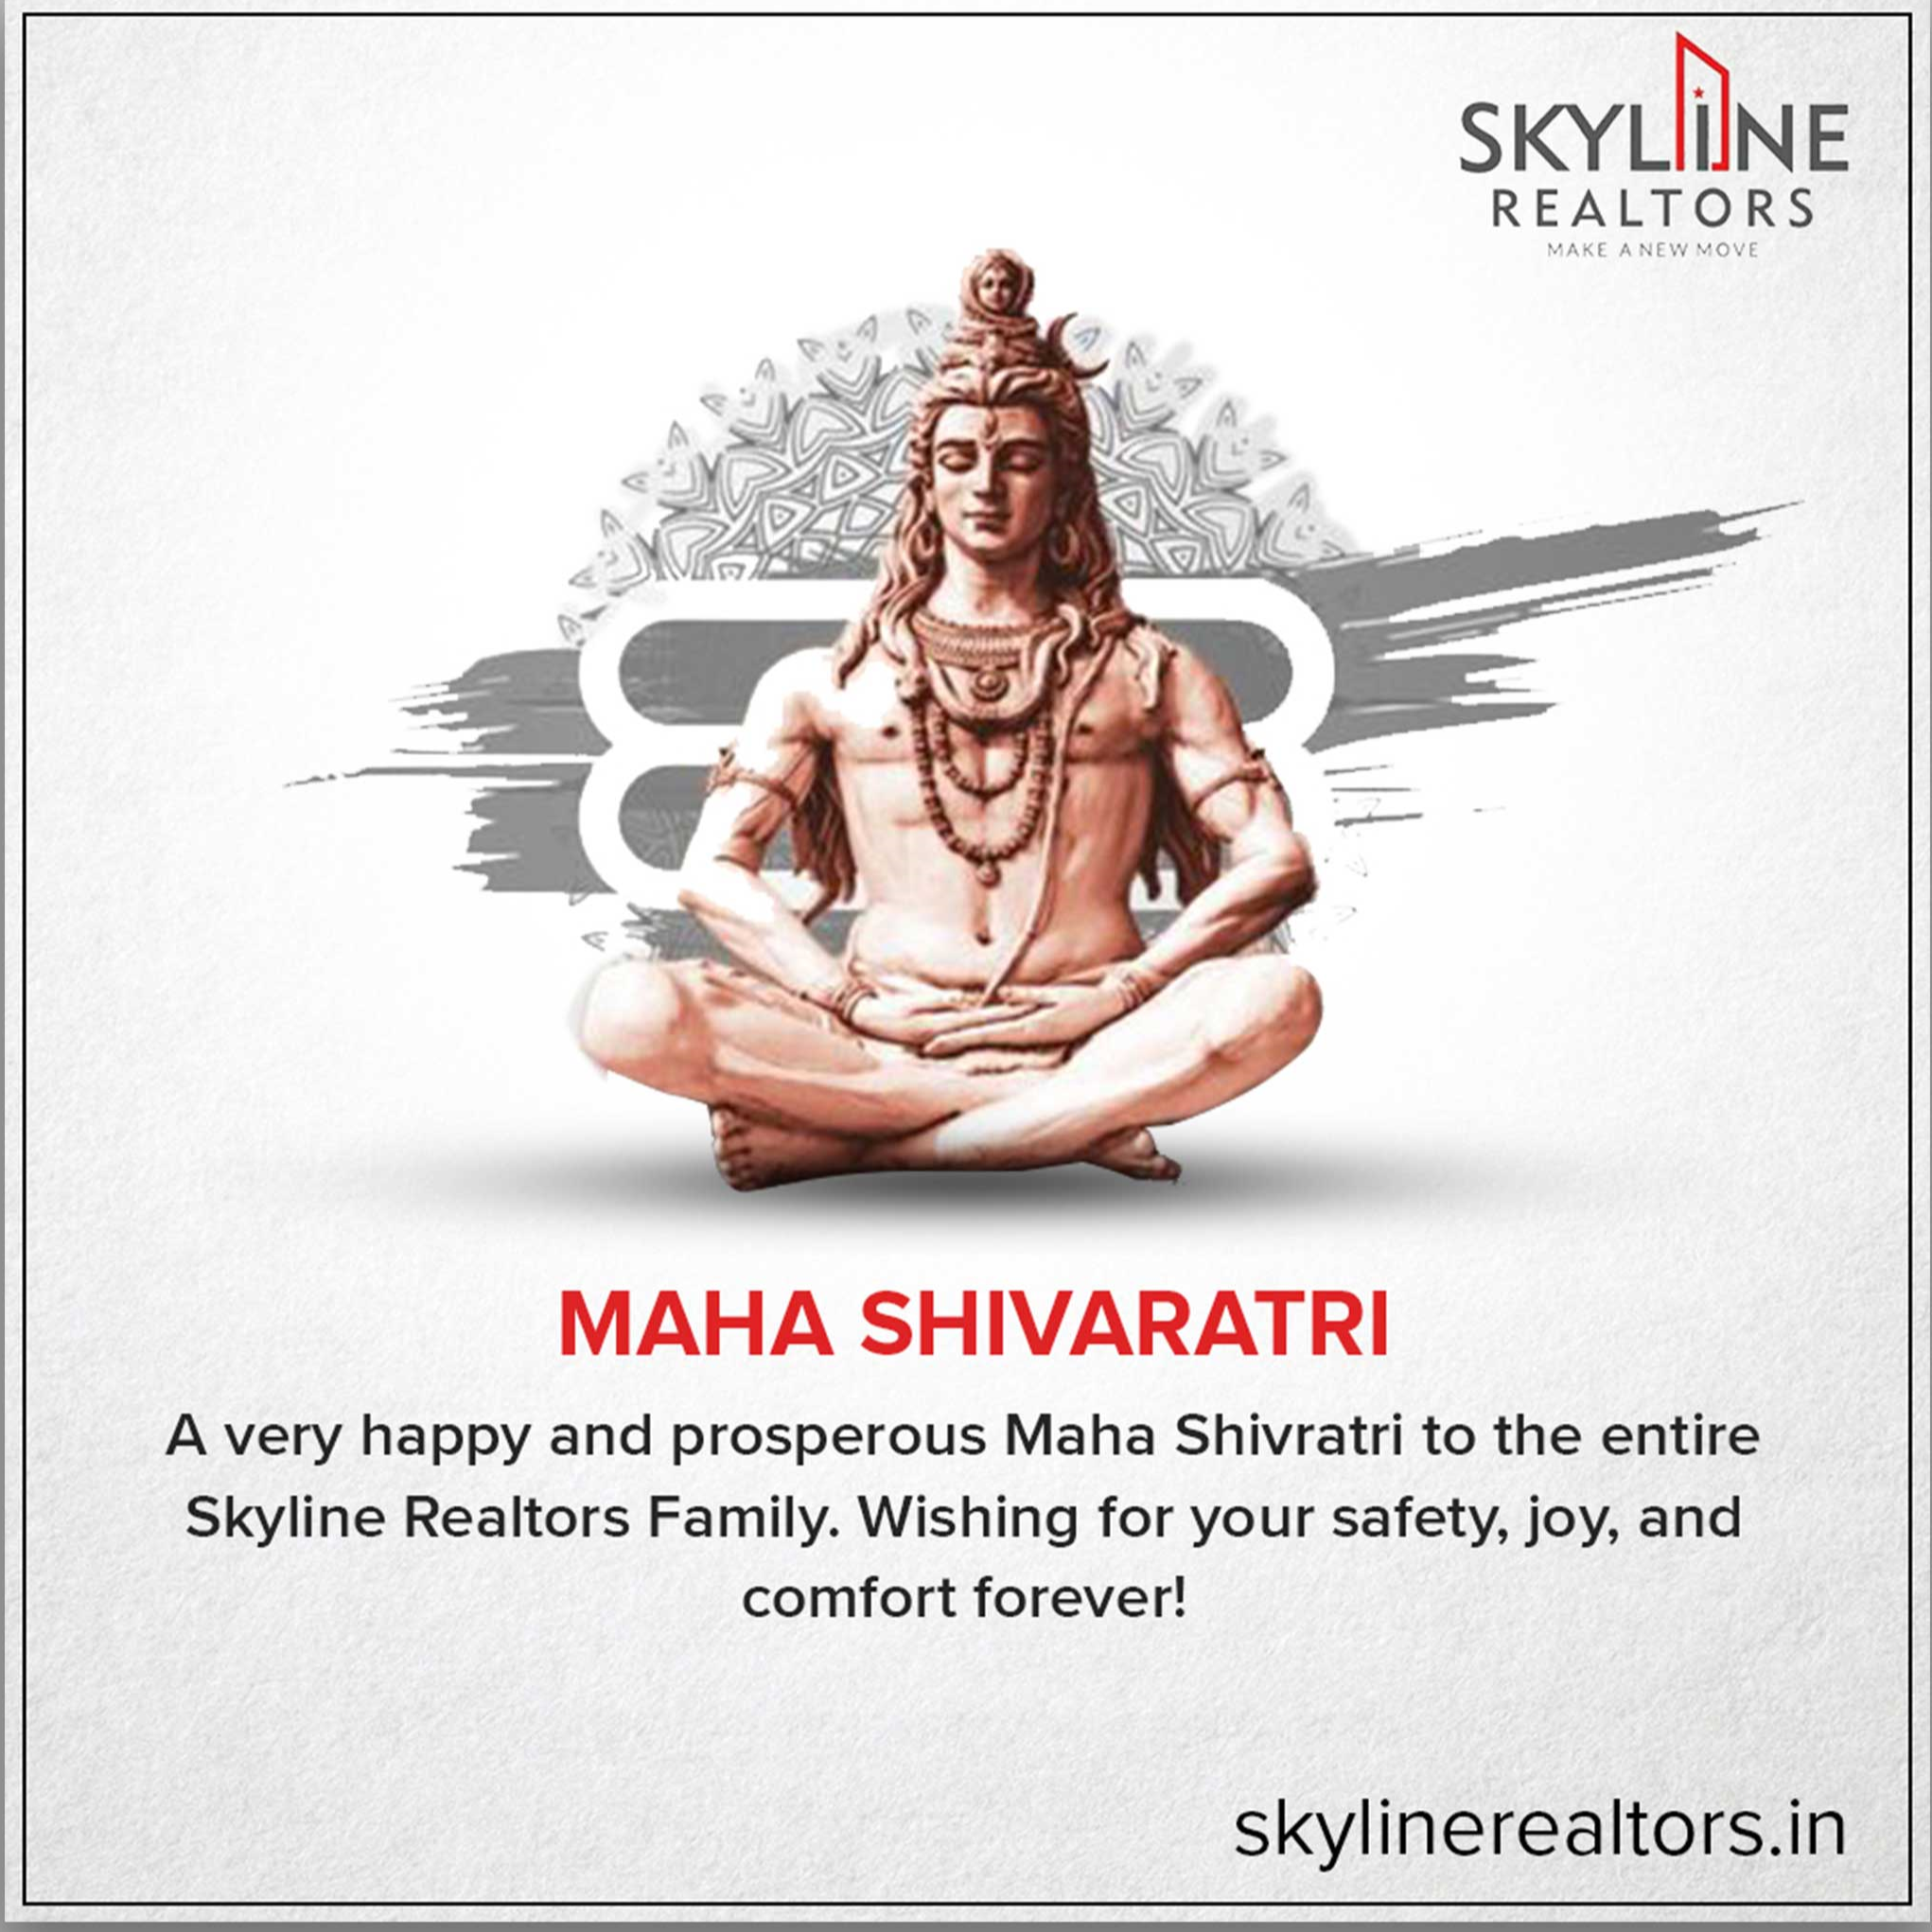 SKYLINE
REALTORS
MAKE A NEW MOVE
MAHA SHIVARATRI
A very happy and prosperous Maha Shivratri to the entire
Skyline Realtors Family. Wishing for your safety, joy, and
comfort forever!
skylinerealtors.in